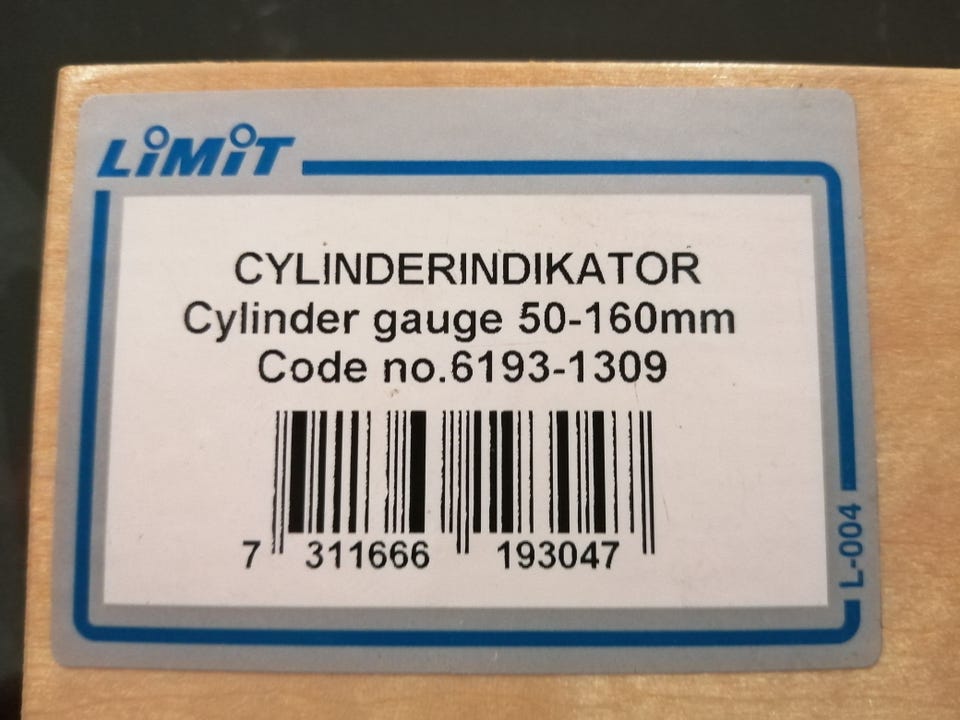 LiMiT
CYLINDERINDIKATOR
Cylinder gauge 50-160mm
Code no.6193-1309
7 311666 193047
L-004